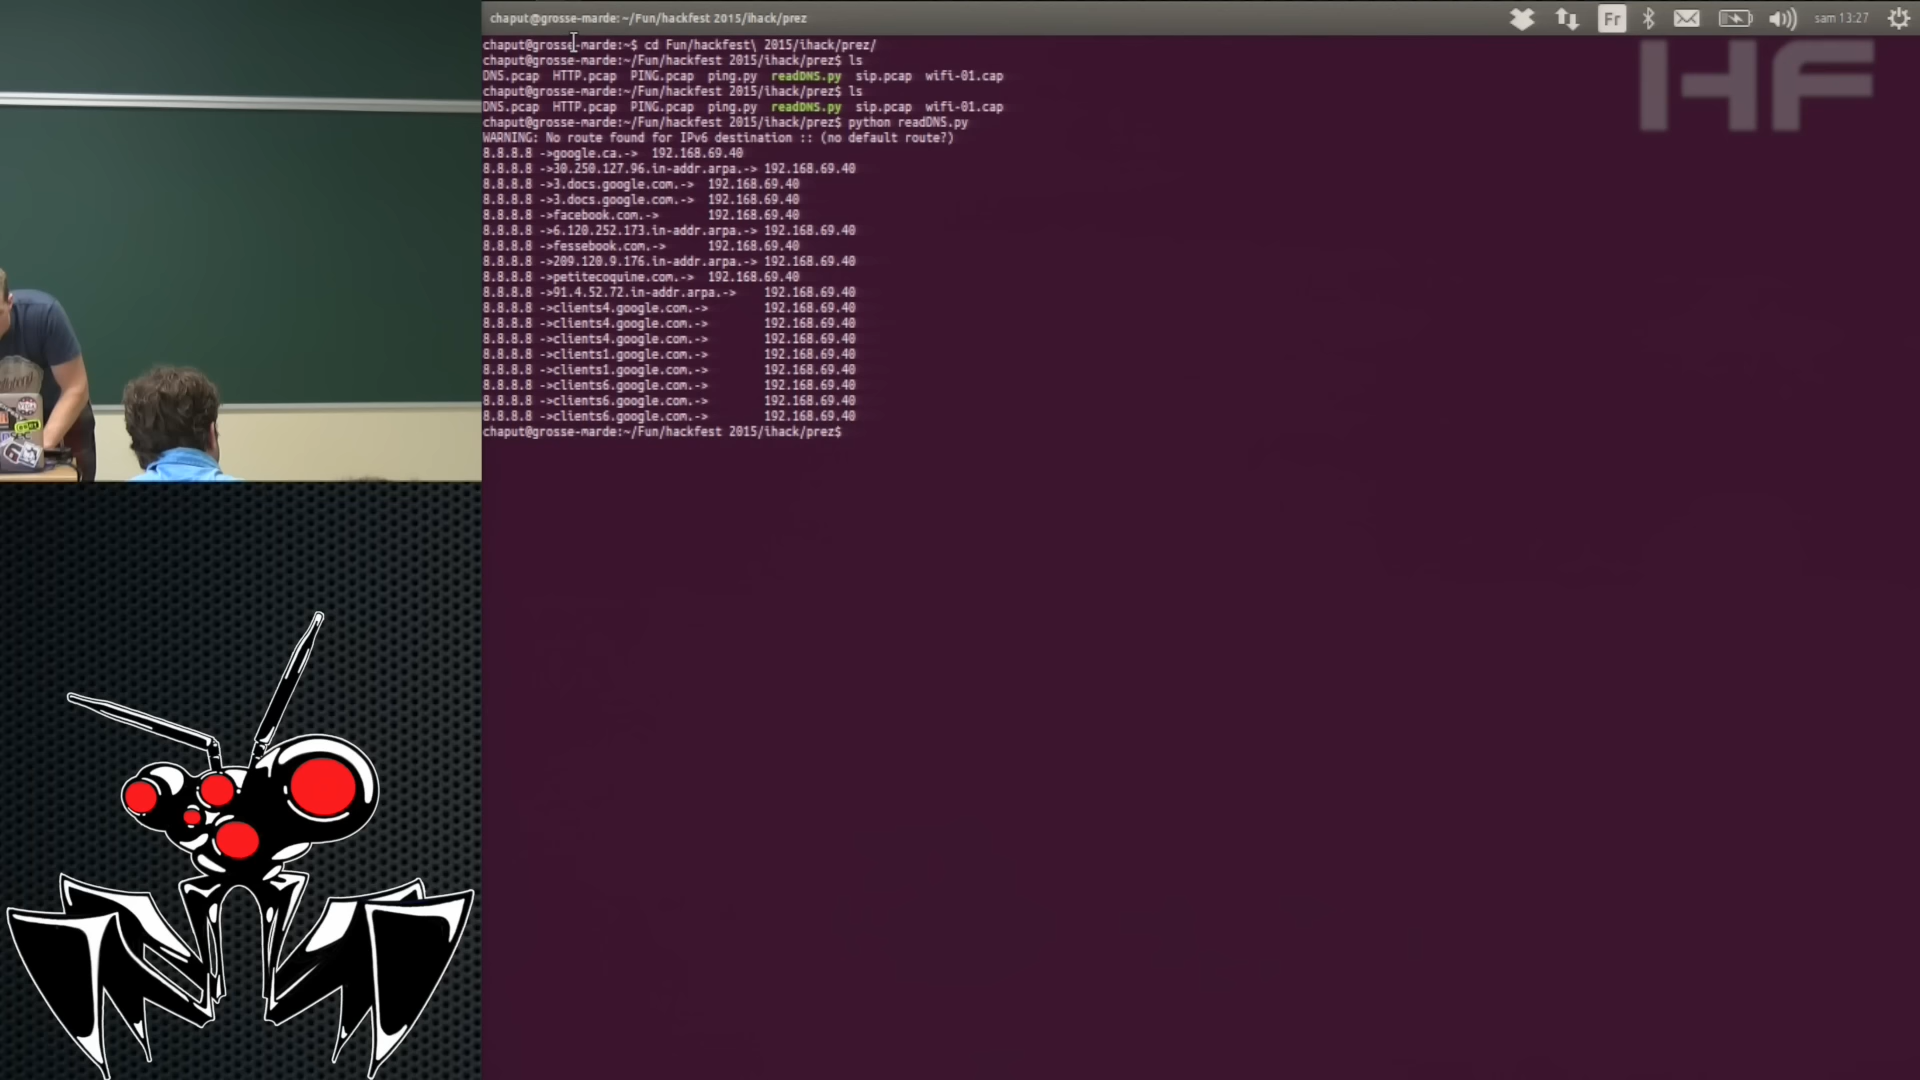 chaput@grosse-marde: ~/Fun/hackfest 2015/ihack/prez
Fr
sam 13:27
HF
chaput@grosse-marde:~$ cd Fun/hackfest\ 2015/ihack/prez/
chaput@grosse-marde:~/Fun/hackfest 2015/ihack/prez$ ls
DNS.pcap  HTTP.pcap  PING.pcap  ping.py  readDNS.py  sip.pcap  wifi-01.cap
chaput@grosse-marde:~/Fun/hackfest 2015/ihack/prez$ ls
DNS.pcap  HTTP.pcap  PING.pcap  ping.py  readDNS.py  sip.pcap  wifi-01.cap
chaput@grosse-marde:~/Fun/hackfest 2015/ihack/prez$ python readDNS.py
WARNING: No route found for IPv6 destination :: (no default route?)
8.8.8.8 ->google.ca.->  192.168.69.40
8.8.8.8 ->30.250.127.96.in-addr.arpa.-> 192.168.69.40
8.8.8.8 ->3.docs.google.com.->  192.168.69.40
8.8.8.8 ->3.docs.google.com.->  192.168.69.40
8.8.8.8 ->facebook.com.->       192.168.69.40
8.8.8.8 ->6.120.252.173.in-addr.arpa.-> 192.168.69.40
8.8.8.8 ->fessebook.com.->      192.168.69.40
8.8.8.8 ->209.120.9.176.in-addr.arpa.-> 192.168.69.40
8.8.8.8 ->petitecoquine.com.->  192.168.69.40
8.8.8.8 ->91.4.52.72.in-addr.arpa.->    192.168.69.40
8.8.8.8 ->clients4.google.com.->        192.168.69.40
8.8.8.8 ->clients4.google.com.->        192.168.69.40
8.8.8.8 ->clients4.google.com.->        192.168.69.40
8.8.8.8 ->clients1.google.com.->        192.168.69.40
8.8.8.8 ->clients1.google.com.->        192.168.69.40
8.8.8.8 ->clients6.google.com.->        192.168.69.40
8.8.8.8 ->clients6.google.com.->        192.168.69.40
8.8.8.8 ->clients6.google.com.->        192.168.69.40
chaput@grosse-marde:~/Fun/hackfest 2015/ihack/prez$